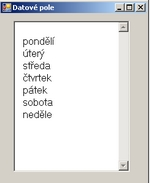 Datové pole
pondělí
úterý
středa
čtvrtek
pátek
sobota
neděle